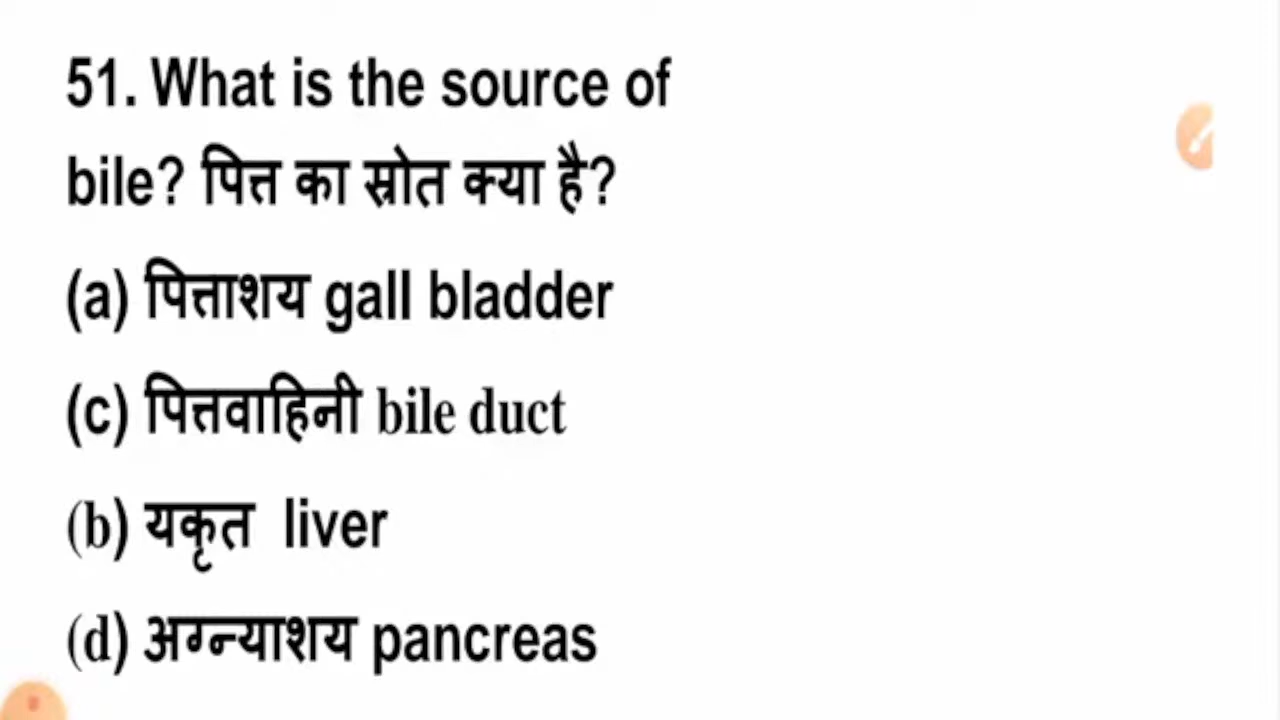 51. What is the source of
bile? पित्त का स्रोत क्या है?
(a) पित्ताशय gall bladder
(c) पित्तवाहिनी bile duct
(b) यकृत liver
(d) अग्न्याशय pancreas